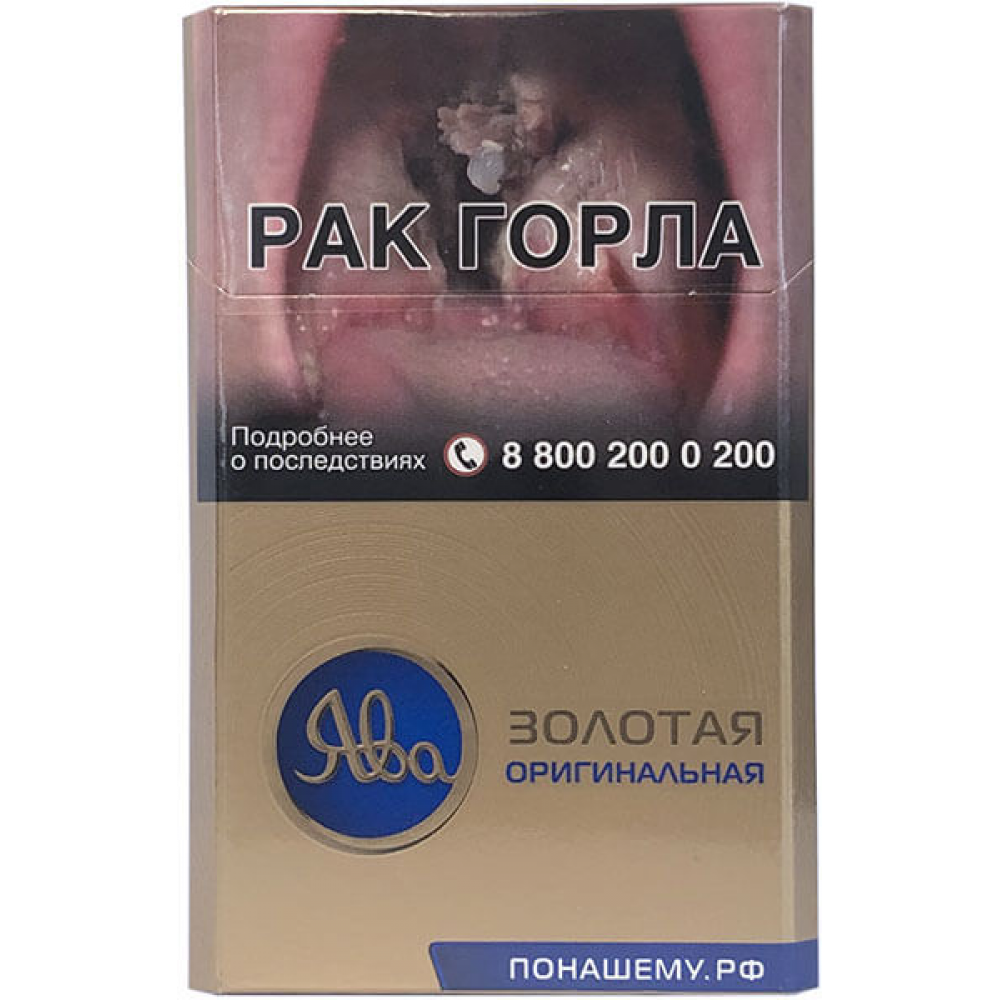 РАК ГОРЛА
Подробнее
о последствиях
8 800 200 0 200
Ява
ЗОЛОТАЯ
ОРИГИНАЛЬНАЯ
ПОНАШЕМУ.РФ